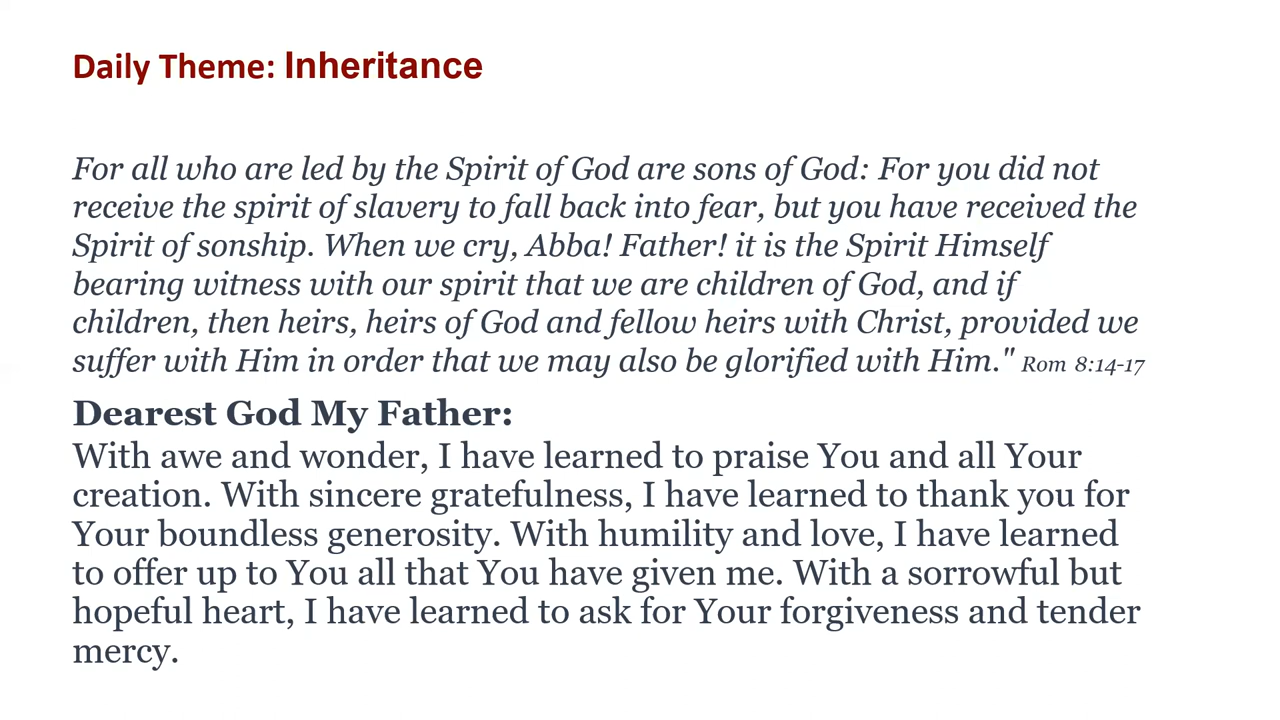 Daily Theme: Inheritance
For all who are led by the Spirit of God are sons of God: For you did not
receive the spirit of slavery to fall back into fear, but you have received the
Spirit of sonship. When we cry, Abba! Father! it is the Spirit Himself
bearing witness with our spirit that we are children of God, and if
children, then heirs, heirs of God and fellow heirs with Christ, provided we
suffer with Him in order that we may also be glorified with Him." Rom 8:14-17
Dearest God My Father:
With awe and wonder, I have learned to praise You and all Your
creation. With sincere gratefulness, I have learned to thank you for
Your boundless generosity. With humility and love, I have learned
to offer up to You all that You have given me. With a sorrowful but
hopeful heart, I have learned to ask for Your forgiveness and tender
mercy.